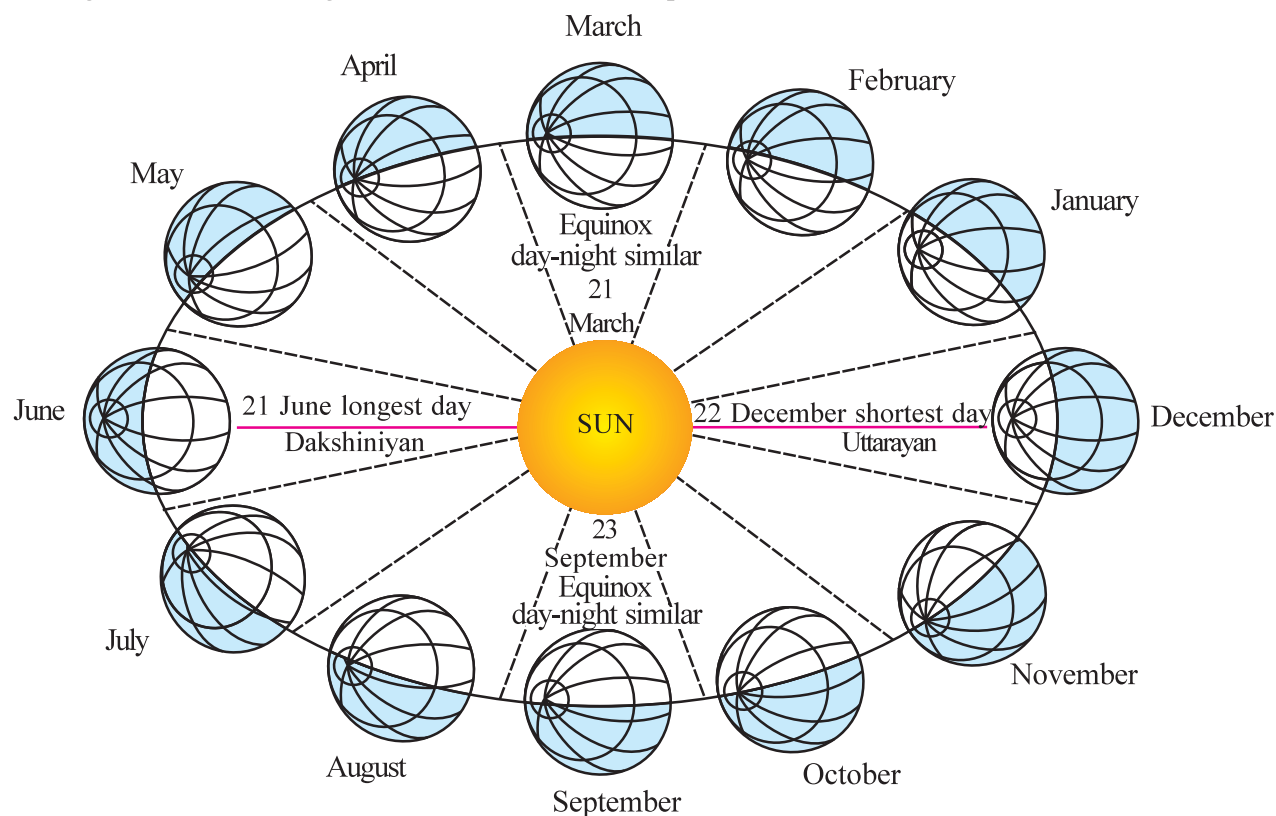 March
April
February
May
January
Equinox
day-night similar
21
March
June
21 June longest day
Dakshiniyan
SUN
22 December shortest day
Uttarayan
December
23
September
Equinox
day-night similar
July
November
August
October
September